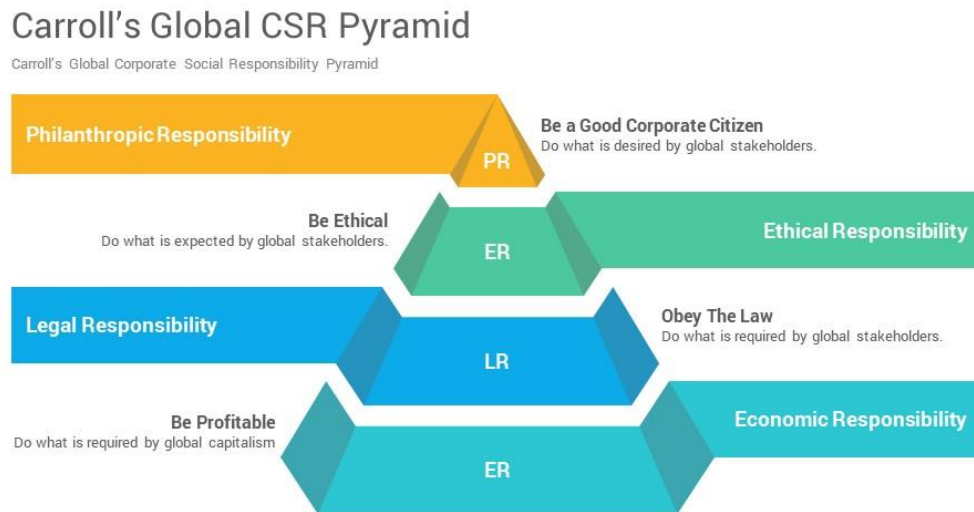 Carroll's Global CSR Pyramid
Carroll's Global Corporate Social Responsibility Pyramid
Philanthropic Responsibility
PR
Be a Good Corporate Citizen
Do what is desired by global stakeholders.
Be Ethical
Do what is expected by global stakeholders.
ER
Ethical Responsibility
Legal Responsibility
LR
Obey The Law
Do what is required by global stakeholders.
Be Profitable
Do what is required by global capitalism
ER
Economic Responsibility